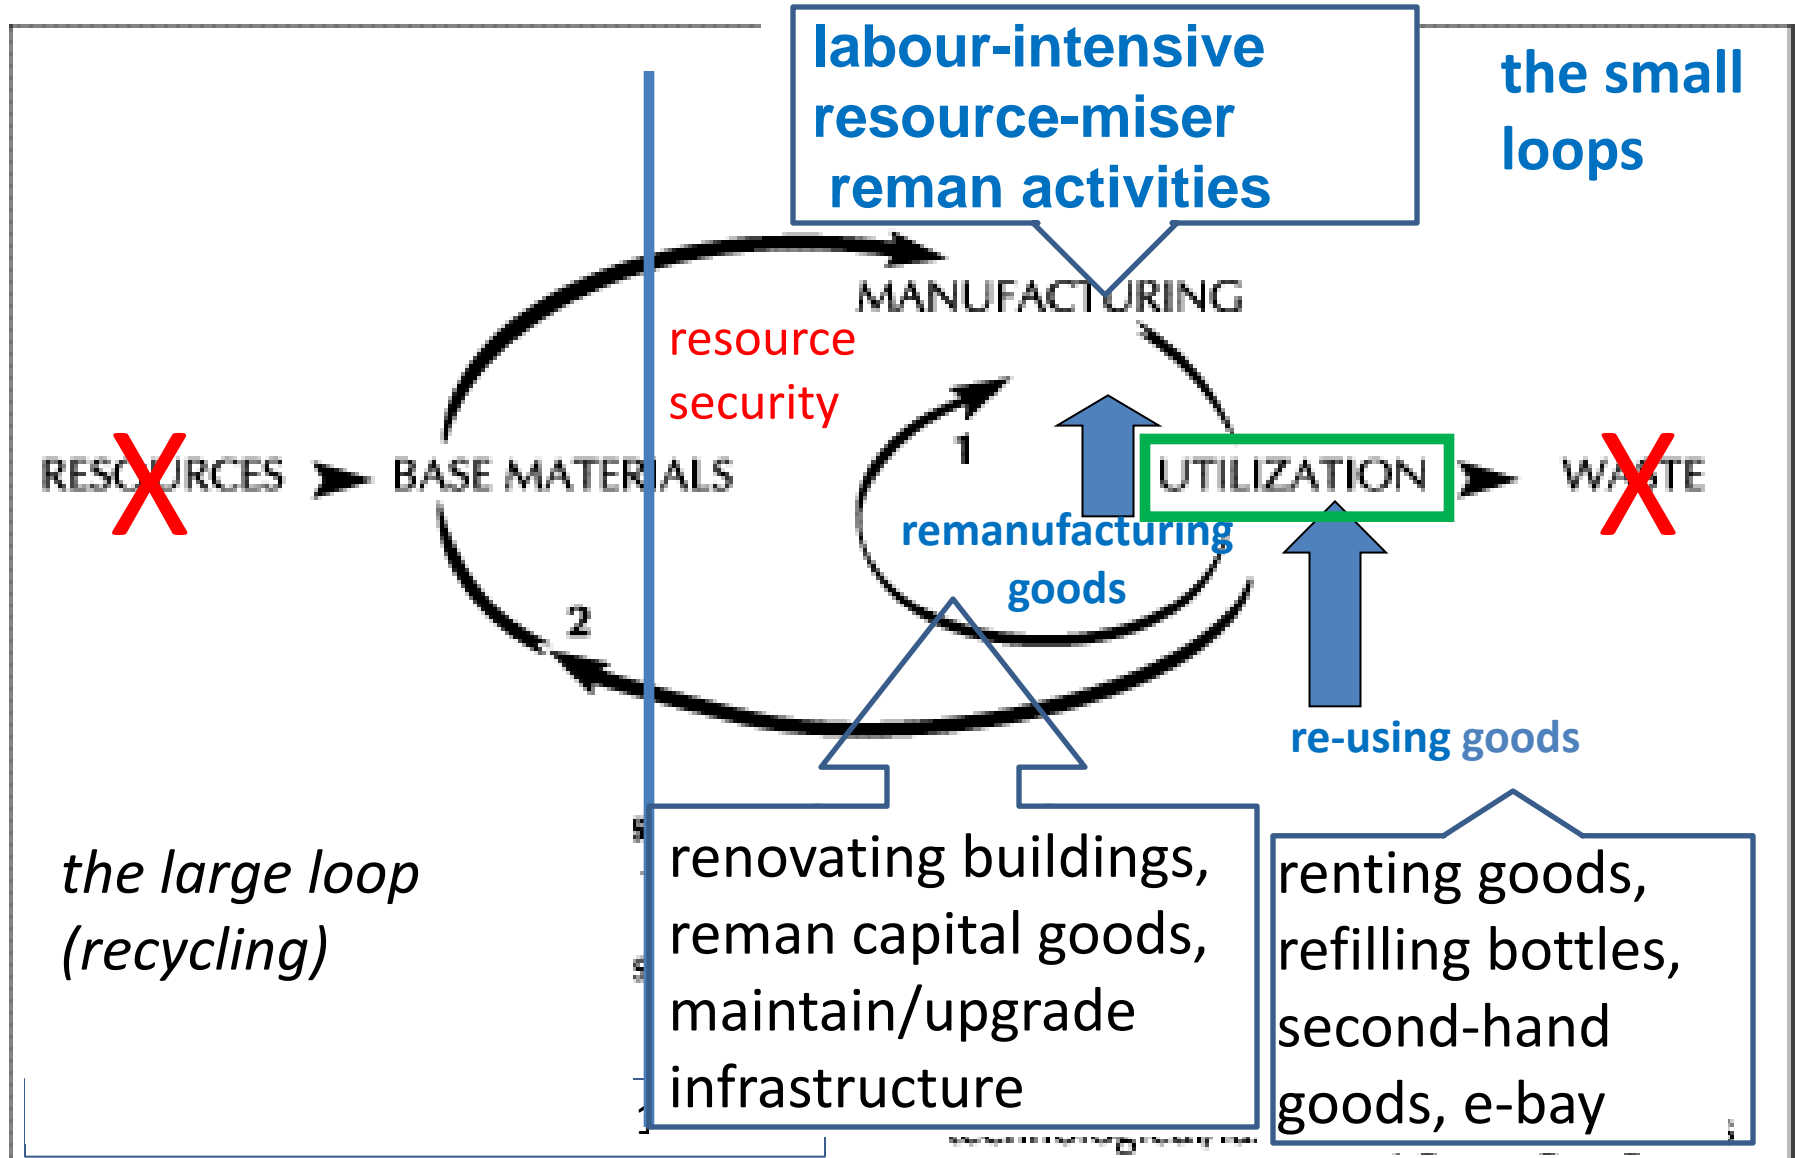 labour-intensive
resource-miser
reman activities
the small
loops
MANUFACTURING
resource
security
1
RESOURCES
BASE MATERIALS
UTILIZATION
WASTE
X
X
remanufacturing
goods
2
re-using goods
the large loop
(recycling)
renovating buildings,
reman capital goods,
maintain/upgrade
infrastructure
renting goods,
refilling bottles,
second-hand
goods, e-bay